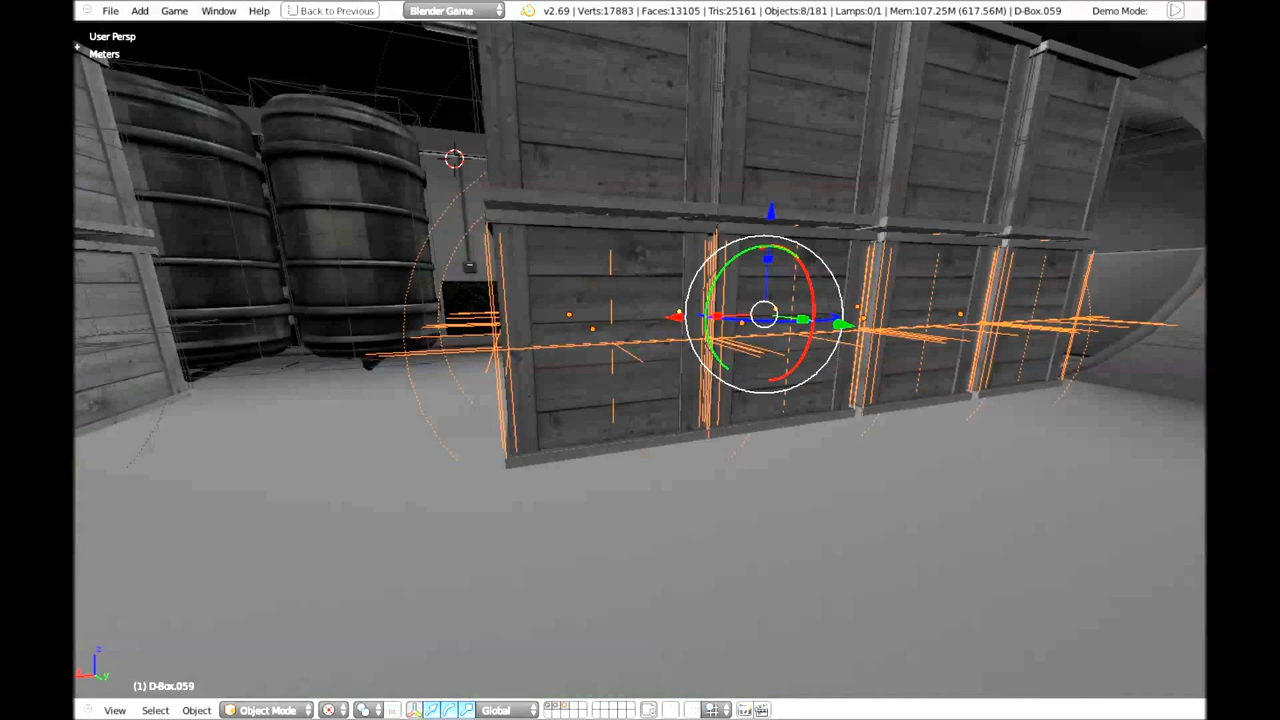 File Add Game Window Help Back to Previous Blender Game v2.69 | Verts:17883 | Faces:13105 | Tris:25161 | Objects:8/181 | Lamps:0/1 | Mem:107.25M (617.56M) | D-Box.059 Demo Mode:
User Persp
Meters
z
y
(1) D-Box.059
View Select Object Object Mode Global